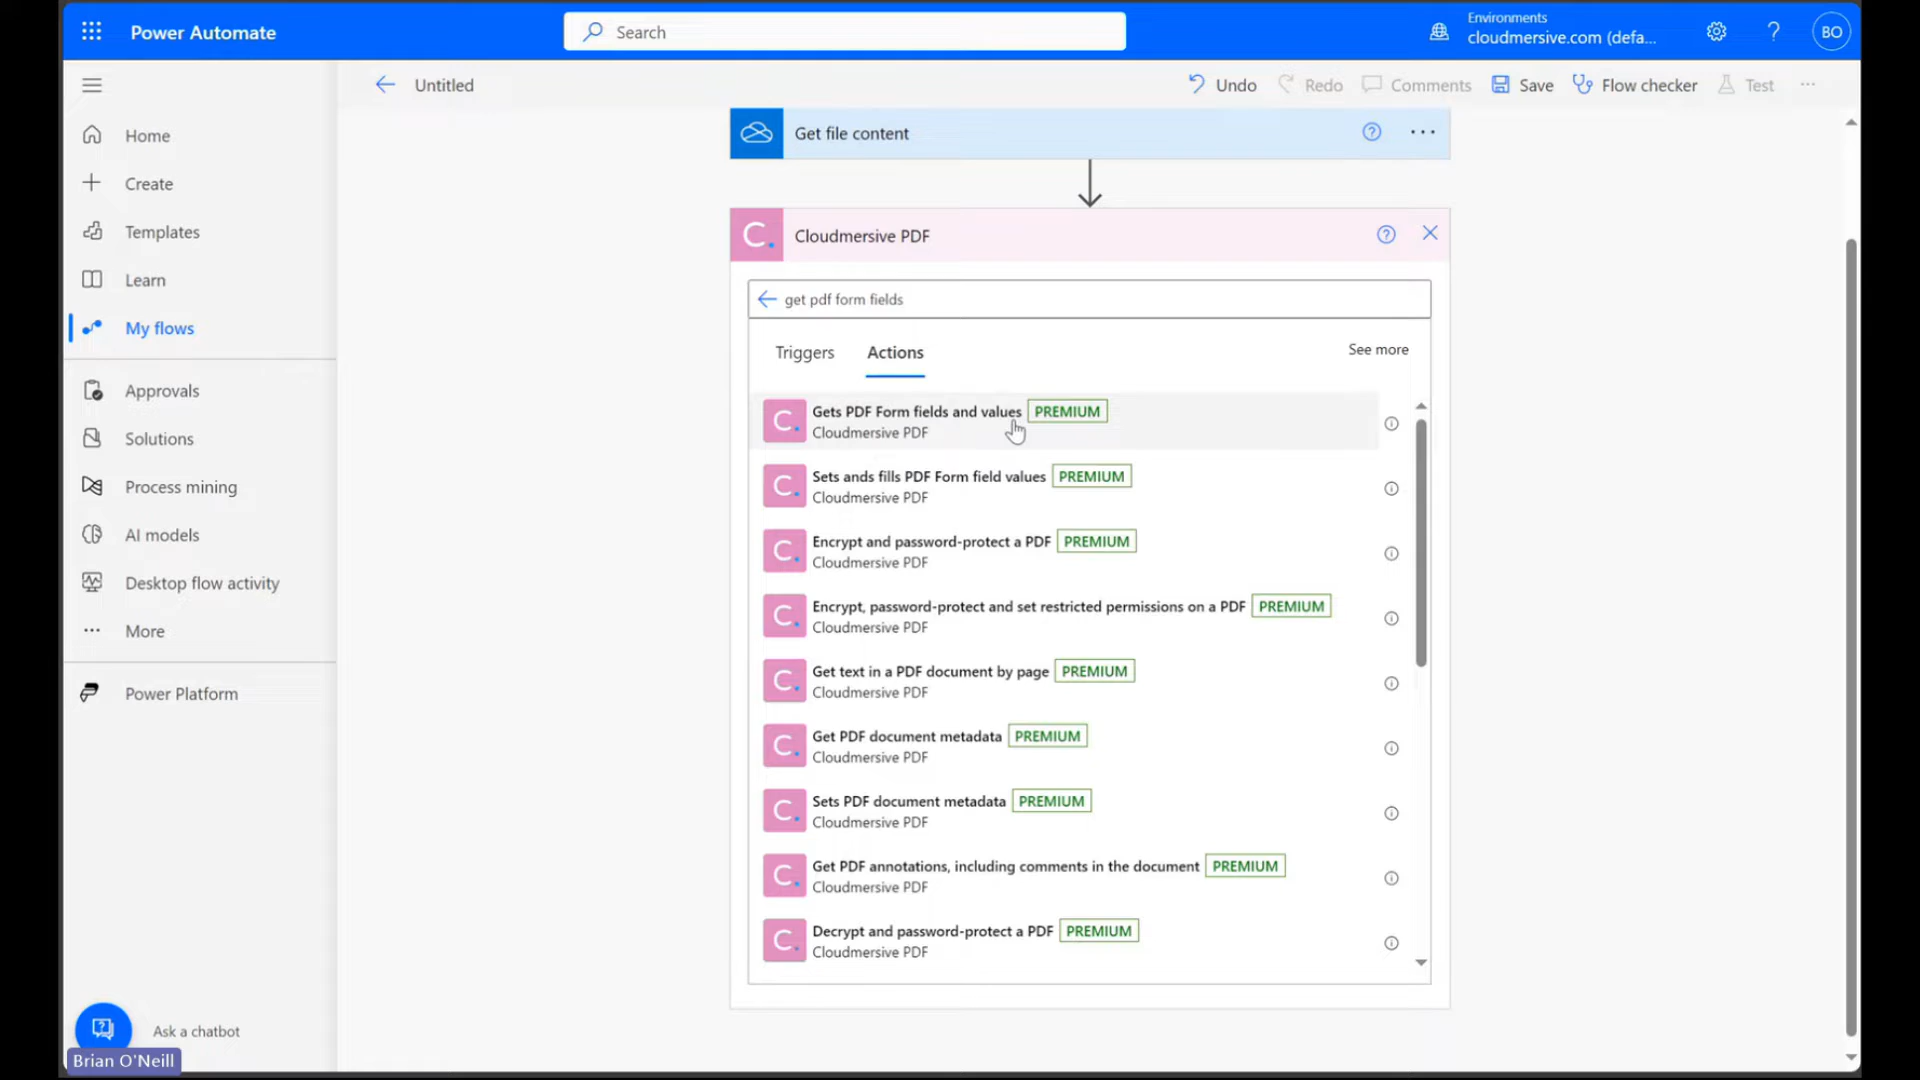 Power Automate
Search
Environments
cloudmersive.com (defa...
?
BO
Untitled
Undo
Redo
Comments
Save
Flow checker
Test
...
Home
Create
Templates
Learn
My flows
Approvals
Solutions
Process mining
AI models
Desktop flow activity
More
Power Platform
Ask a chatbot
Brian O'Neill
Get file content
C.
Cloudmersive PDF
get pdf form fields
Triggers
Actions
See more
C. Gets PDF Form fields and values PREMIUM
Cloudmersive PDF
C. Sets ands fills PDF Form field values PREMIUM
Cloudmersive PDF
C. Encrypt and password-protect a PDF PREMIUM
Cloudmersive PDF
C. Encrypt, password-protect and set restricted permissions on a PDF PREMIUM
Cloudmersive PDF
C. Get text in a PDF document by page PREMIUM
Cloudmersive PDF
C. Get PDF document metadata PREMIUM
Cloudmersive PDF
C. Sets PDF document metadata PREMIUM
Cloudmersive PDF
C. Get PDF annotations, including comments in the document PREMIUM
Cloudmersive PDF
C. Decrypt and password-protect a PDF PREMIUM
Cloudmersive PDF